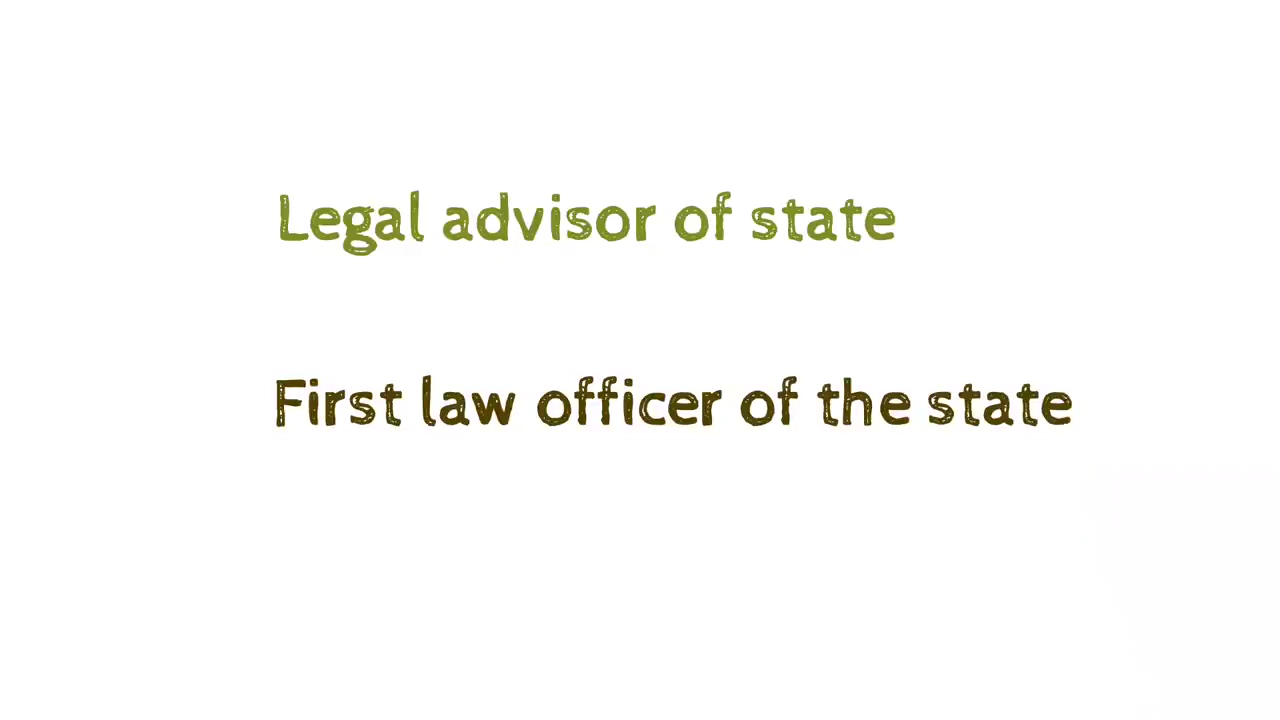 Legal advisor of state
First law officer of the state